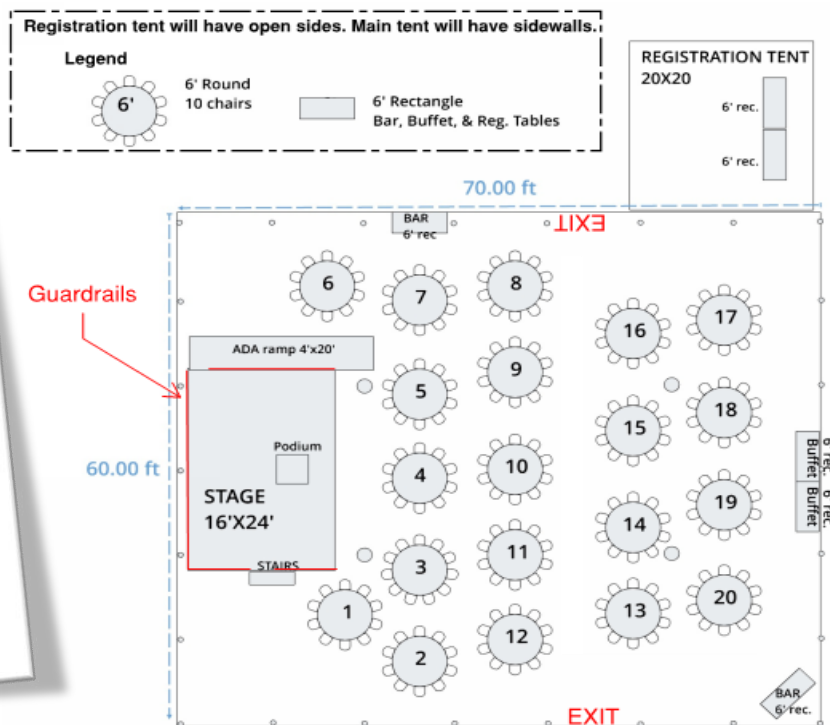 Registration tent will have open sides. Main tent will have sidewalls.
Legend
6'
6' Round
10 chairs
6' Rectangle
Bar, Buffet, & Reg. Tables
REGISTRATION TENT
20X20
6' rec.
6' rec.
70.00 ft
BAR
6' rec
EXIT
Guardrails
6
7
8
16
17
ADA ramp 4'x20'
5
9
15
18
Podium
60.00 ft
STAGE
16'X24'
4
10
14
19
6' rec.
Buffet
6' rec.
Buffet
STAIRS
3
11
1
13
20
2
12
BAR
6' rec.
EXIT